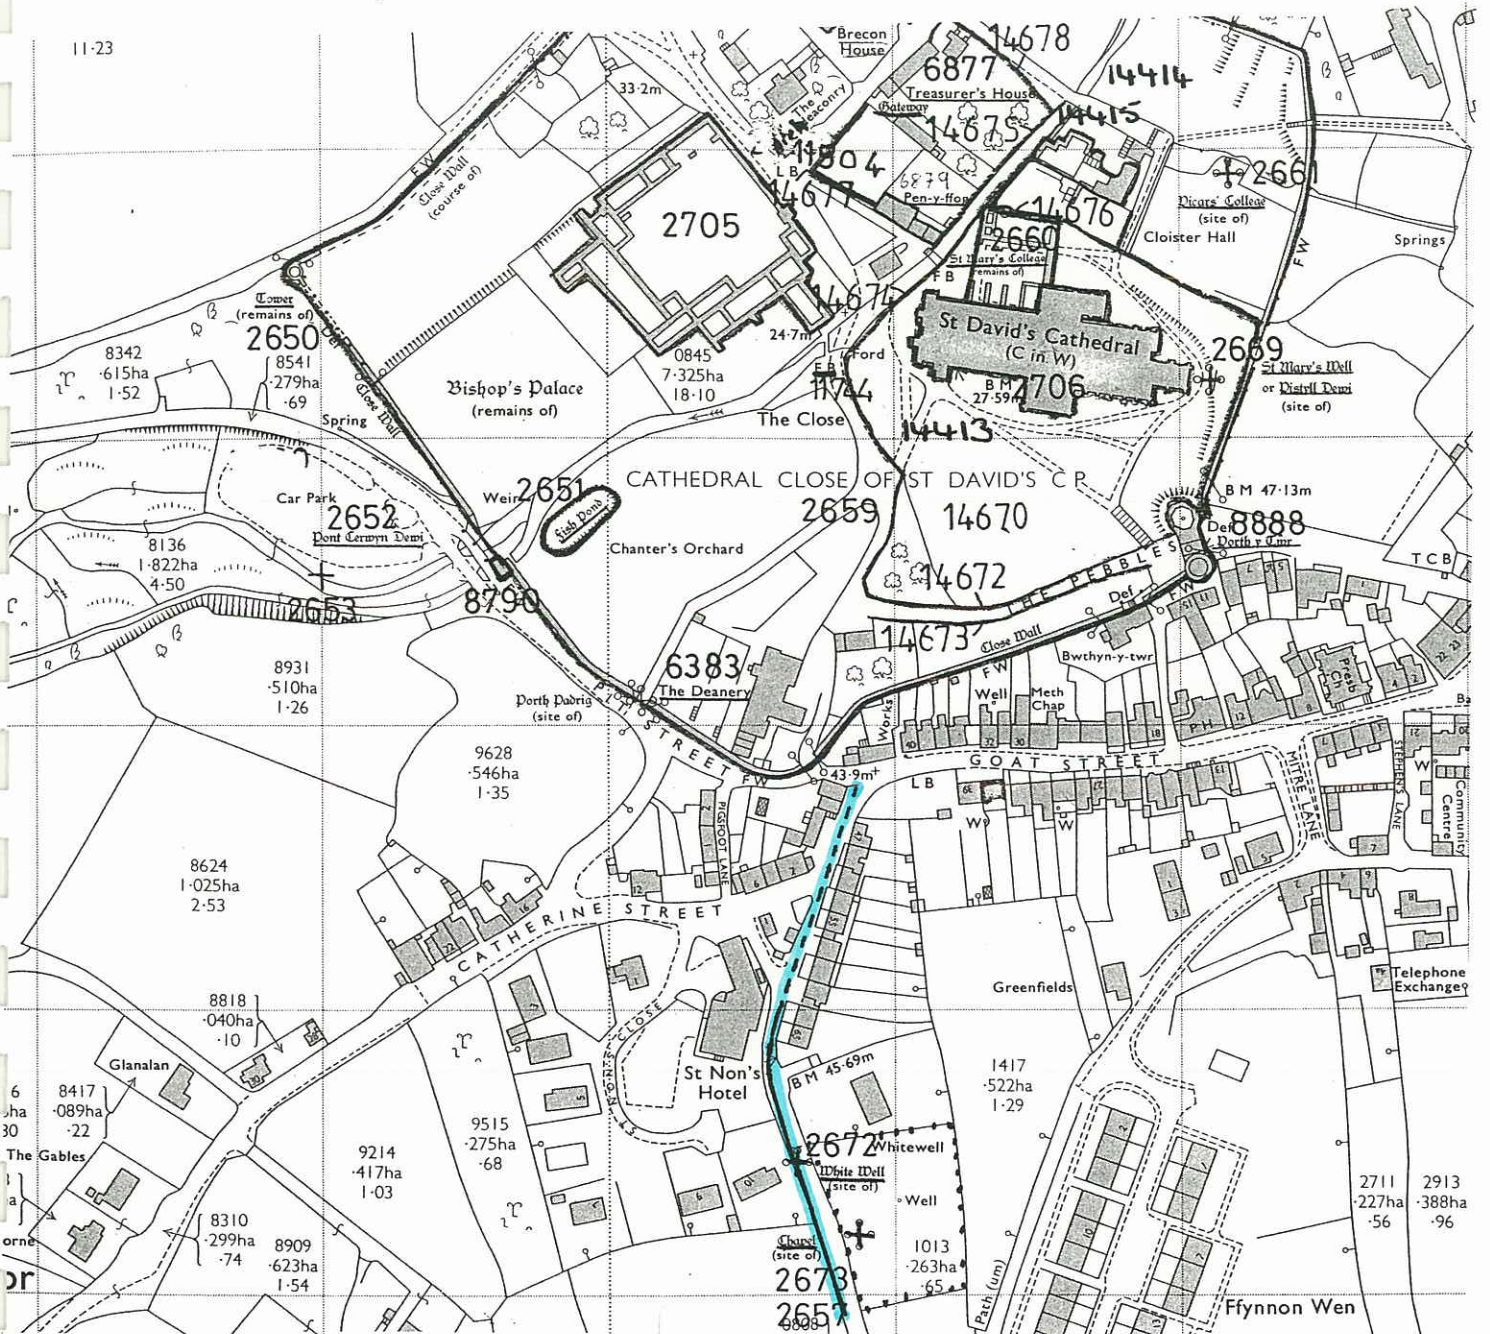 11·23
Brecon
House
14678
6877
Treasurer's House
14414
33·2m
The
Deaconry
Gateway
14675
14415
11804
L B
14677
6879
Pen-y-ffos
14676
2661
Vicars' College
(site of)
Cloister Hall
Springs
FW
Close Wall
(course of)
2705
2660
St Mary's College
(remains of)
FB
FW
Tower
(remains of)
2650
Def
14674
24·7m
St David's Cathedral
(C in W)
2706
B M
27·59m
2669
St Mary's Well
or Pistyll Dewi
(site of)
8342
·615ha
1·52
8541
·279ha
·69
0845
7·325ha
18·10
Ford
FB
11744
Bishop's Palace
(remains of)
Close Wall
Spring
The Close
14413
CATHEDRAL CLOSE OF ST DAVID'S C P
Weir
2651
Fish Pond
2659
14670
B M 47·13m
Def
8888
Porth y Twr
Car Park
2652
Pont Cerwyn Dewi
8136
1·822ha
4·50
2653
8790
Chanter's Orchard
14672
THE PEBBLES
Def
FW
TCB
14673
Close Wall
FW
Bwthyn-y-twr
8931
·510ha
1·26
6383
The Deanery
Porth Padrig
(site of)
PIT STREET
FW
Works
Well
Meth
Chap
Presb
Ch
P H
43·9m
GOAT STREET
LB
MITRE LANE
STEPHEN'S LANE
Community
Centre
W
W
W
9628
·546ha
1·35
PIGSFOOT LANE
8624
1·025ha
2·53
CATHERINE STREET
Greenfields
Telephone
Exchange
8818
·040ha
·10
Glanalan
8417
·089ha
·22
The Gables
ST NON'S CLOSE
St Non's
Hotel
B M 45·69m
1417
·522ha
1·29
9515
·275ha
·68
9214
·417ha
1·03
2672
Whitewell
White Well
(site of)
Well
2711
·227ha
·56
2913
·388ha
·96
8310
·299ha
·74
8909
·623ha
1·54
Chapel
(site of)
2673
2657
1013
·263ha
·65
Path (um)
Ffynnon Wen